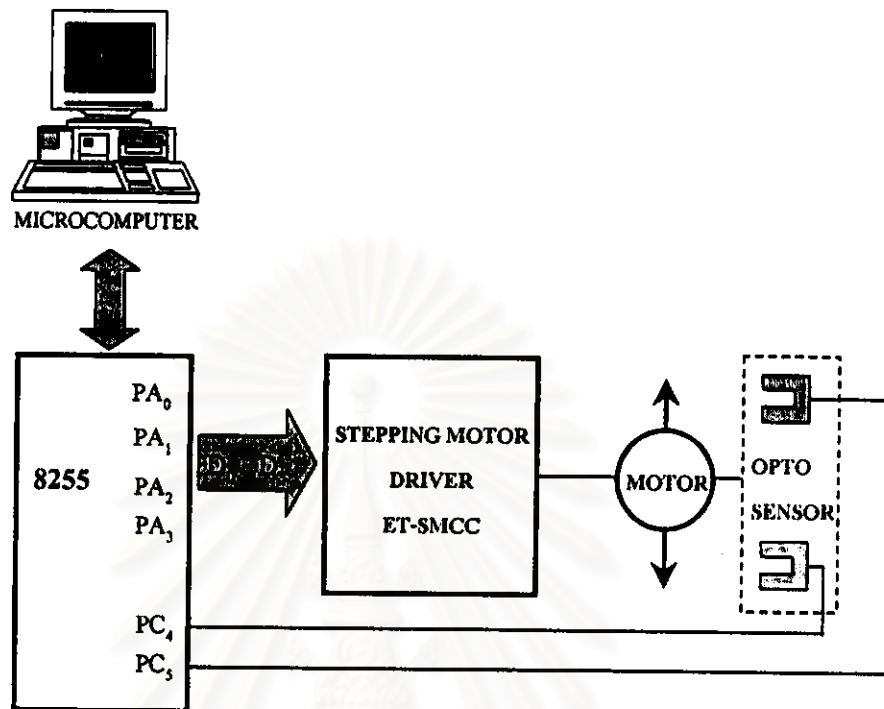 MICROCOMPUTER
8255
PA₀
PA₁
PA₂
PA₃
PC₄
PC₅
STEPPING MOTOR
DRIVER
ET-SMCC
MOTOR
OPTO
SENSOR